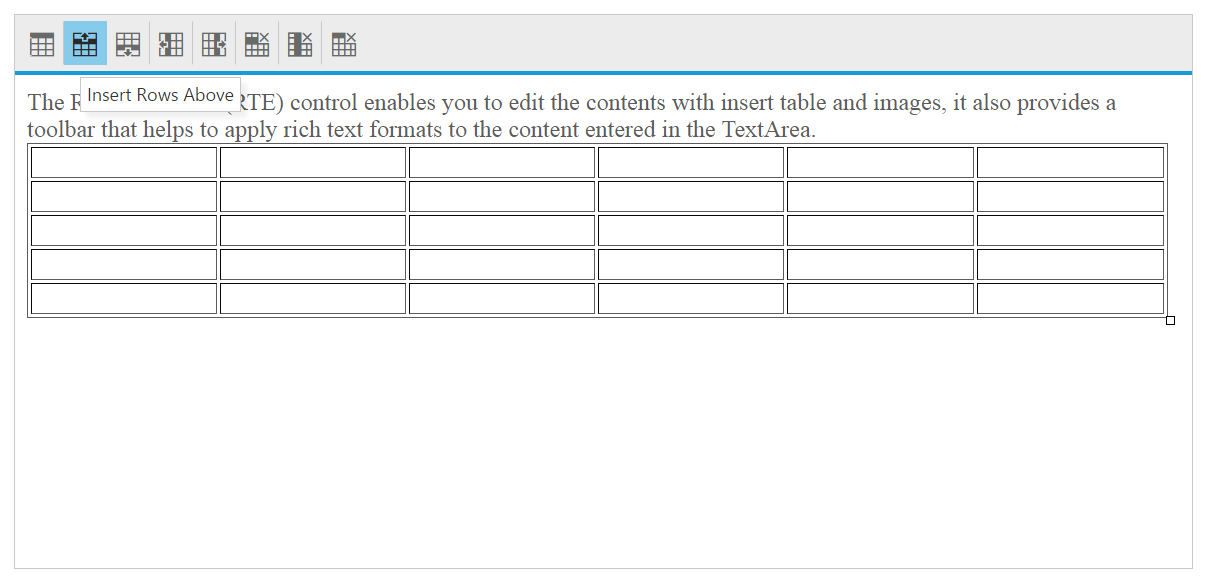 Insert Rows Above
The RTE) control enables you to edit the contents with insert table and images, it also provides a
toolbar that helps to apply rich text formats to the content entered in the TextArea.